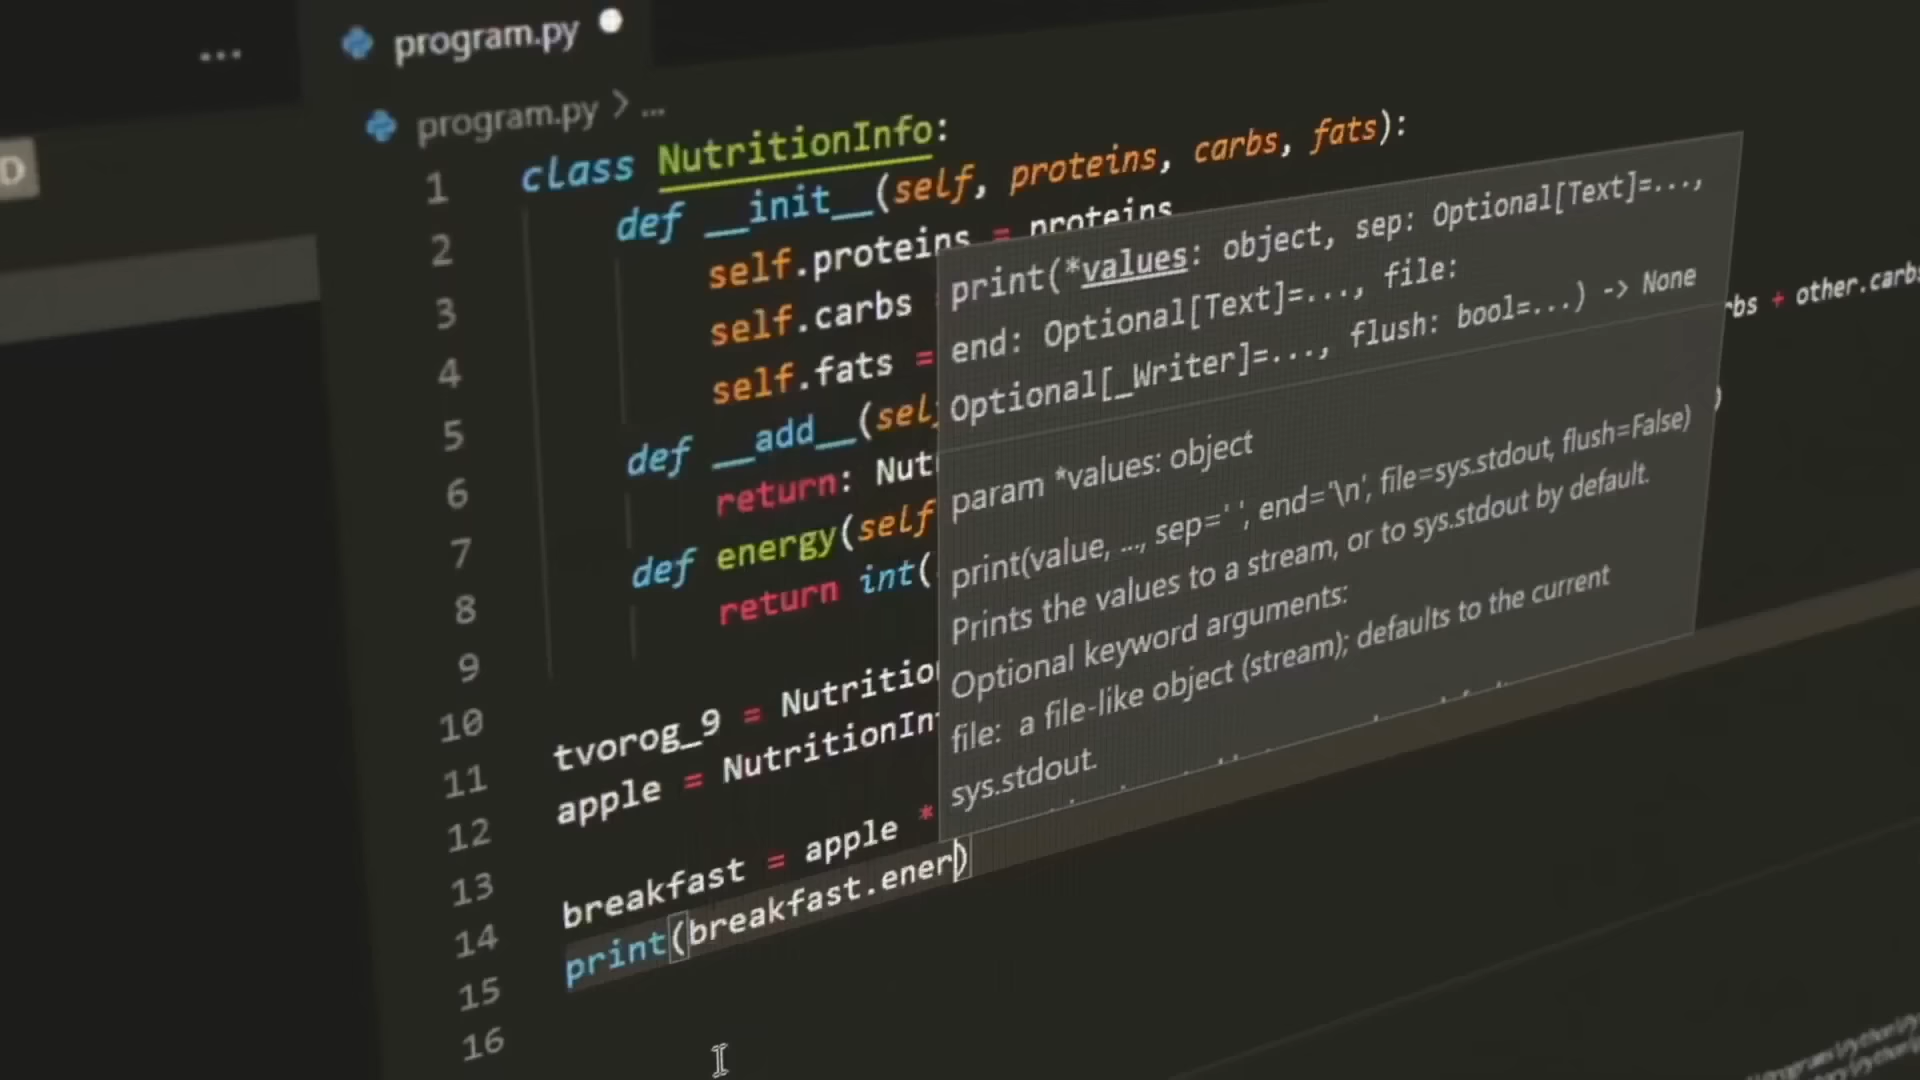 program.py
program.py > ...
1 class NutritionInfo:
2 def __init__(self, proteins, carbs, fats):
3 self.proteins = proteins
4 self.carbs
5 self.fats =
6 def __add__(self
7 return: Nut rbs + other.carbs
8 def energy(self
9 return int(
10
11 tvorog_9 = Nutritio
12 apple = NutritionIn
13
14 breakfast = apple *
15 print(breakfast.ener)
16
print(*values: object, sep: Optional[Text]=...,
end: Optional[Text]=..., file:
Optional[_Writer]=..., flush: bool=...) -> None
param *values: object
print(value, ..., sep=' ', end='\n', file=sys.stdout, flush=False)
Prints the values to a stream, or to sys.stdout by default.
Optional keyword arguments:
file: a file-like object (stream); defaults to the current
sys.stdout.
D